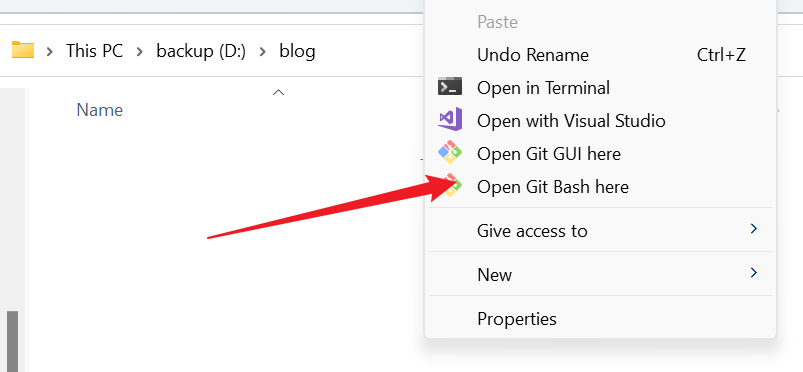 Paste
This PC > backup (D:) > blog
Undo Rename Ctrl+Z
Open in Terminal
Name
Open with Visual Studio
Open Git GUI here
Open Git Bash here
Give access to
New
Properties